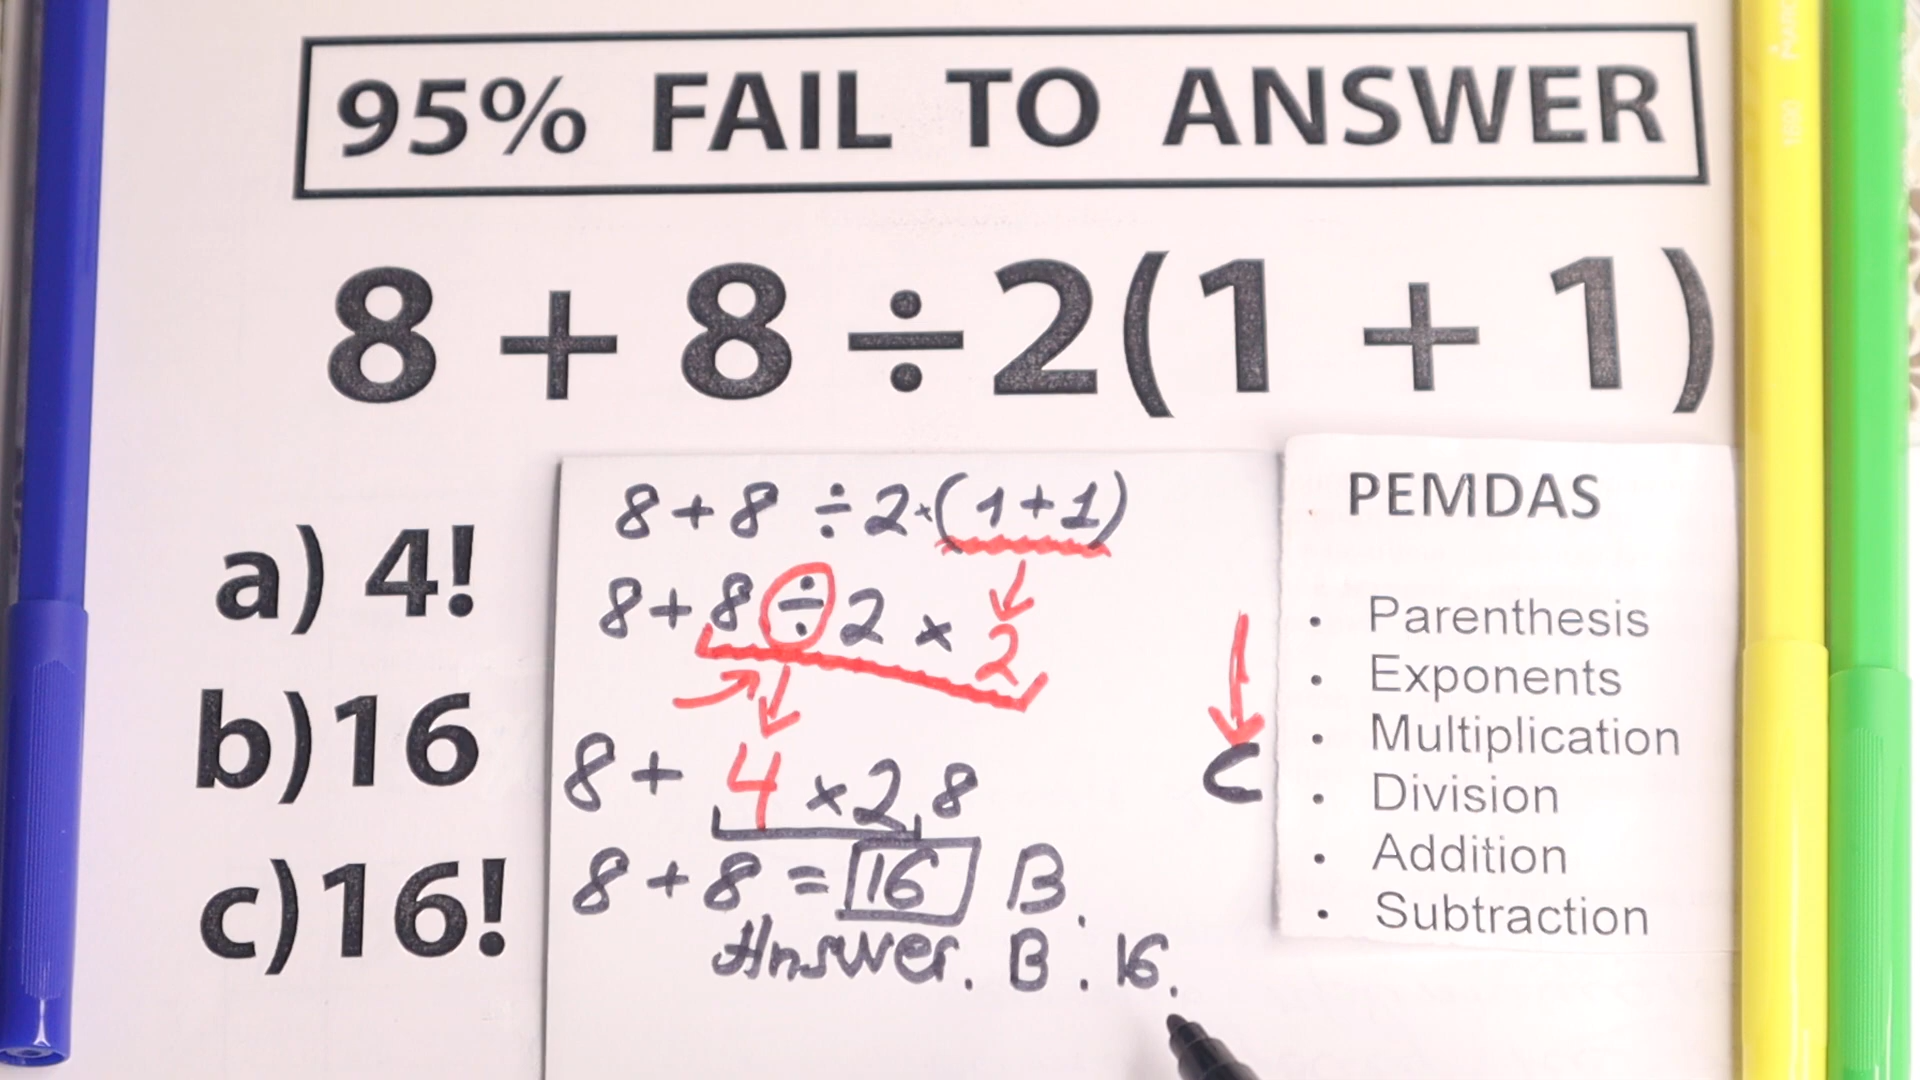 95% FAIL TO ANSWER
8 + 8 ÷ 2(1 + 1)
a) 4!
b)16
c)16!
8+8 ÷2×(1+1)
8+8 ÷ 2 × 2
8+ 4 ×2 8
8+8 = 16 B.
Answer. B. 16.
C
PEMDAS
• Parenthesis
• Exponents
• Multiplication
• Division
• Addition
• Subtraction